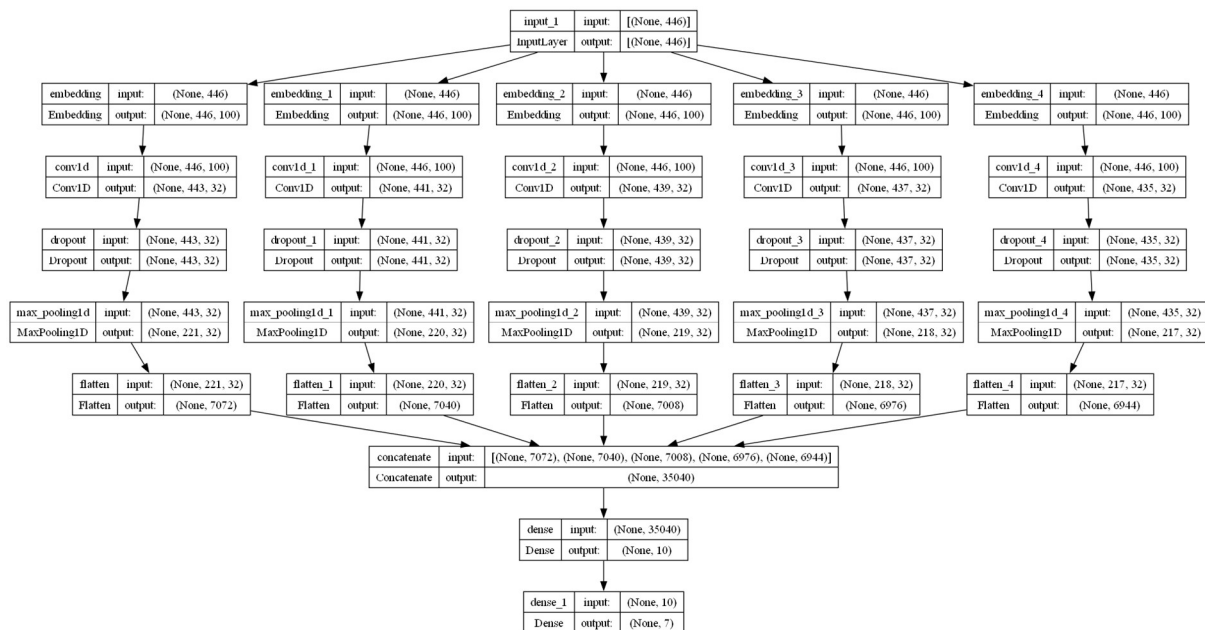 input_1 input: [(None, 446)]
InputLayer output: [(None, 446)]
embedding input: (None, 446)
Embedding output: (None, 446, 100)
embedding_1 input: (None, 446)
Embedding output: (None, 446, 100)
embedding_2 input: (None, 446)
Embedding output: (None, 446, 100)
embedding_3 input: (None, 446)
Embedding output: (None, 446, 100)
embedding_4 input: (None, 446)
Embedding output: (None, 446, 100)
conv1d input: (None, 446, 100)
Conv1D output: (None, 443, 32)
conv1d_1 input: (None, 446, 100)
Conv1D output: (None, 441, 32)
conv1d_2 input: (None, 446, 100)
Conv1D output: (None, 439, 32)
conv1d_3 input: (None, 446, 100)
Conv1D output: (None, 437, 32)
conv1d_4 input: (None, 446, 100)
Conv1D output: (None, 435, 32)
dropout input: (None, 443, 32)
Dropout output: (None, 443, 32)
dropout_1 input: (None, 441, 32)
Dropout output: (None, 441, 32)
dropout_2 input: (None, 439, 32)
Dropout output: (None, 439, 32)
dropout_3 input: (None, 437, 32)
Dropout output: (None, 437, 32)
dropout_4 input: (None, 435, 32)
Dropout output: (None, 435, 32)
max_pooling1d input: (None, 443, 32)
MaxPooling1D output: (None, 221, 32)
max_pooling1d_1 input: (None, 441, 32)
MaxPooling1D output: (None, 220, 32)
max_pooling1d_2 input: (None, 439, 32)
MaxPooling1D output: (None, 219, 32)
max_pooling1d_3 input: (None, 437, 32)
MaxPooling1D output: (None, 218, 32)
max_pooling1d_4 input: (None, 435, 32)
MaxPooling1D output: (None, 217, 32)
flatten input: (None, 221, 32)
Flatten output: (None, 7072)
flatten_1 input: (None, 220, 32)
Flatten output: (None, 7040)
flatten_2 input: (None, 219, 32)
Flatten output: (None, 7008)
flatten_3 input: (None, 218, 32)
Flatten output: (None, 6976)
flatten_4 input: (None, 217, 32)
Flatten output: (None, 6944)
concatenate input: [(None, 7072), (None, 7040), (None, 7008), (None, 6976), (None, 6944)]
Concatenate output: (None, 35040)
dense input: (None, 35040)
Dense output: (None, 10)
dense_1 input: (None, 10)
Dense output: (None, 7)